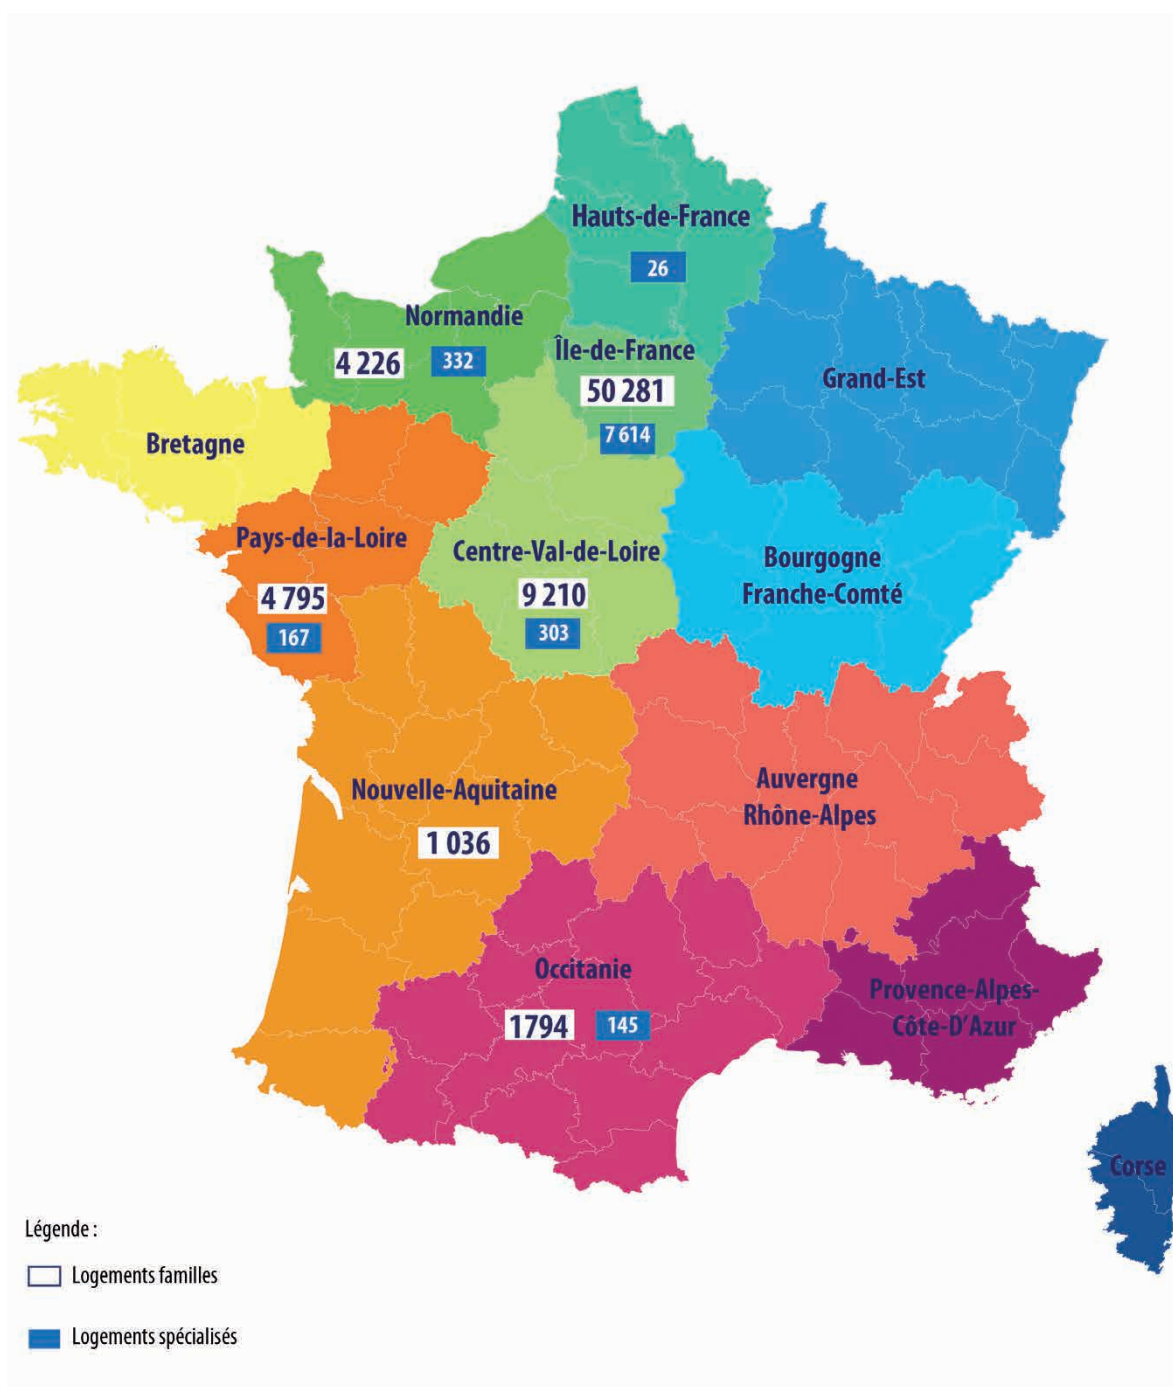 Hauts-de-France
26
Normandie
4 226
332
Île-de-France
50 281
7 614
Grand-Est
Bretagne
Pays-de-la-Loire
4 795
167
Centre-Val-de-Loire
9 210
303
Bourgogne
Franche-Comté
Nouvelle-Aquitaine
1 036
Auvergne
Rhône-Alpes
Occitanie
1794
145
Provence-Alpes-
Côte-D'Azur
Corse
Légende :
Logements familles
Logements spécialisés